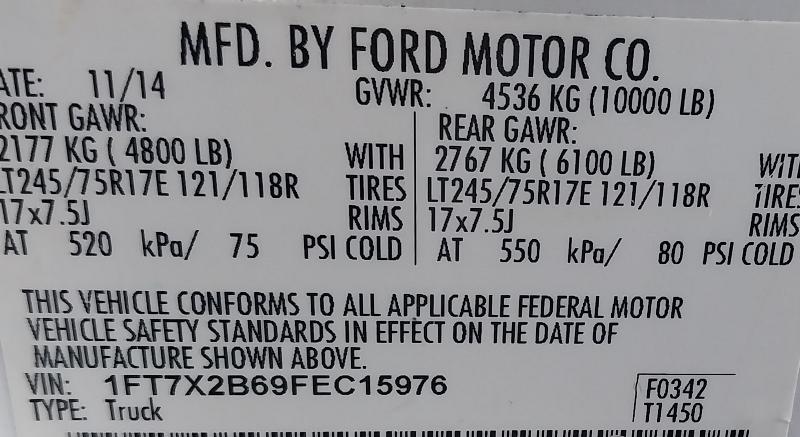 MFD. BY FORD MOTOR CO.
ATE: 11/14 GVWR: 4536 KG (10000 LB)
RONT GAWR: REAR GAWR:
2177 KG ( 4800 LB) WITH 2767 KG ( 6100 LB) WITH
LT245/75R17E 121/118R TIRES LT245/75R17E 121/118R TIRES
17x7.5J RIMS 17x7.5J RIMS
AT 520 kPa/ 75 PSI COLD AT 550 kPa/ 80 PSI COLD
THIS VEHICLE CONFORMS TO ALL APPLICABLE FEDERAL MOTOR
VEHICLE SAFETY STANDARDS IN EFFECT ON THE DATE OF
MANUFACTURE SHOWN ABOVE.
VIN: 1FT7X2B69FEC15976 F0342
TYPE: Truck T1450